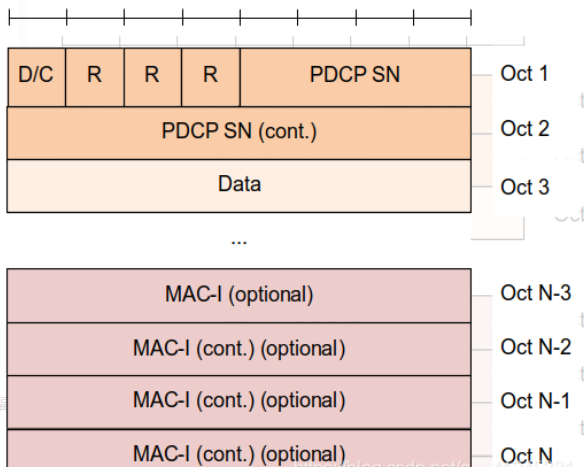 D/C R R R PDCP SN Oct 1
PDCP SN (cont.) Oct 2
Data Oct 3
...
MAC-I (optional) Oct N-3
MAC-I (cont.) (optional) Oct N-2
MAC-I (cont.) (optional) Oct N-1
MAC-I (cont.) (optional) Oct N